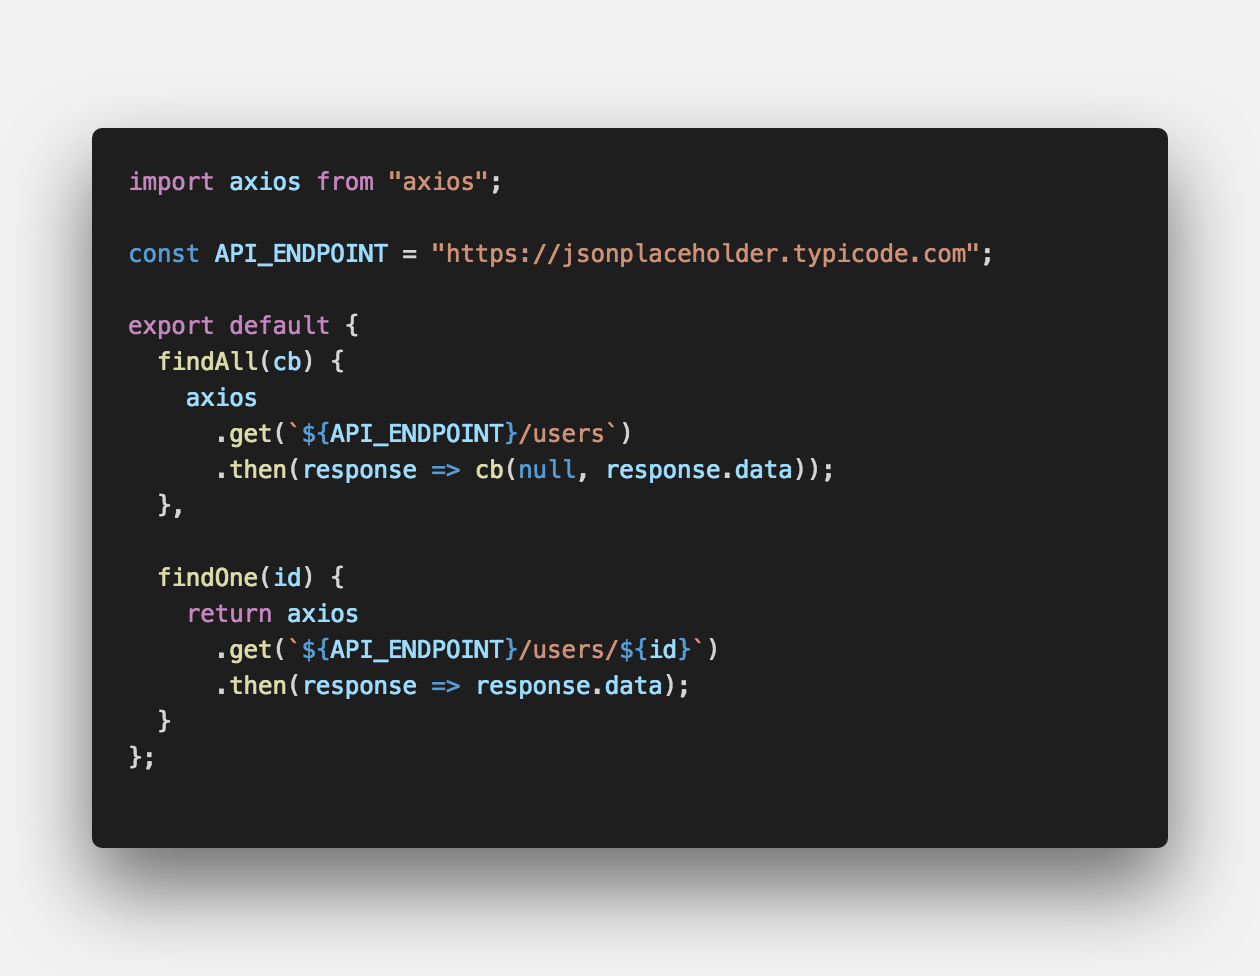 import axios from "axios";

const API_ENDPOINT = "https://jsonplaceholder.typicode.com";

export default {
  findAll(cb) {
    axios
      .get(`${API_ENDPOINT}/users`)
      .then(response => cb(null, response.data));
  },

  findOne(id) {
    return axios
      .get(`${API_ENDPOINT}/users/${id}`)
      .then(response => response.data);
  }
};